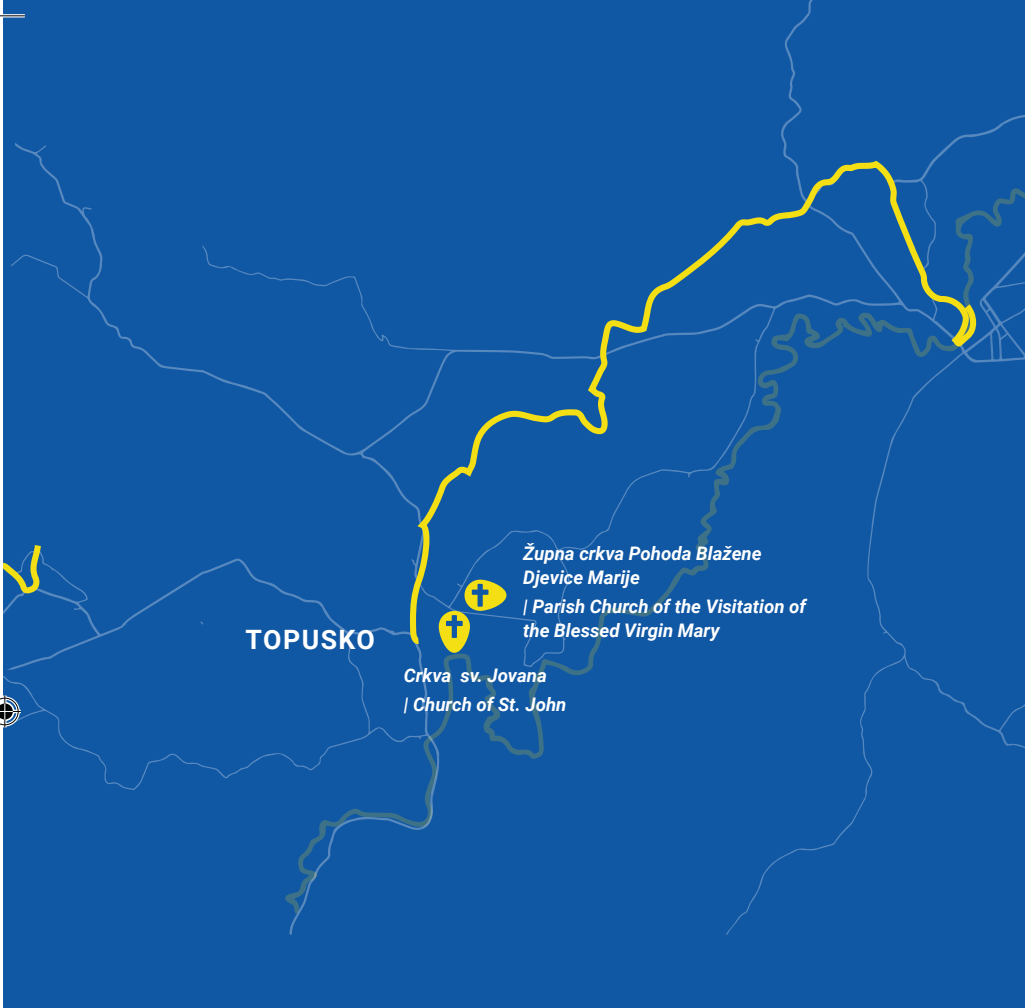 Župna crkva Pohoda Blažene
Djevice Marije
| Parish Church of the Visitation of
the Blessed Virgin Mary
TOPUSKO
Crkva  sv. Jovana
| Church of St. John